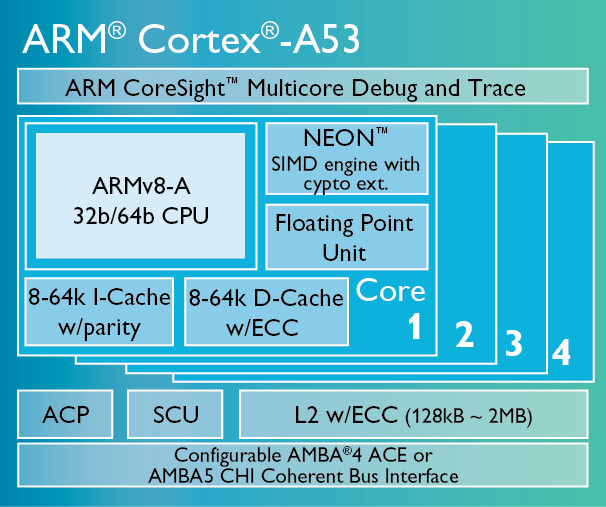 ARM® Cortex®-A53
ARM CoreSight™ Multicore Debug and Trace
ARMv8-A
32b/64b CPU
NEON™
SIMD engine with
cypto ext.
Floating Point
Unit
8-64k I-Cache
w/parity
8-64k D-Cache
w/ECC
Core
1
2
3
4
ACP
SCU
L2 w/ECC (128kB ~ 2MB)
Configurable AMBA®4 ACE or
AMBA5 CHI Coherent Bus Interface